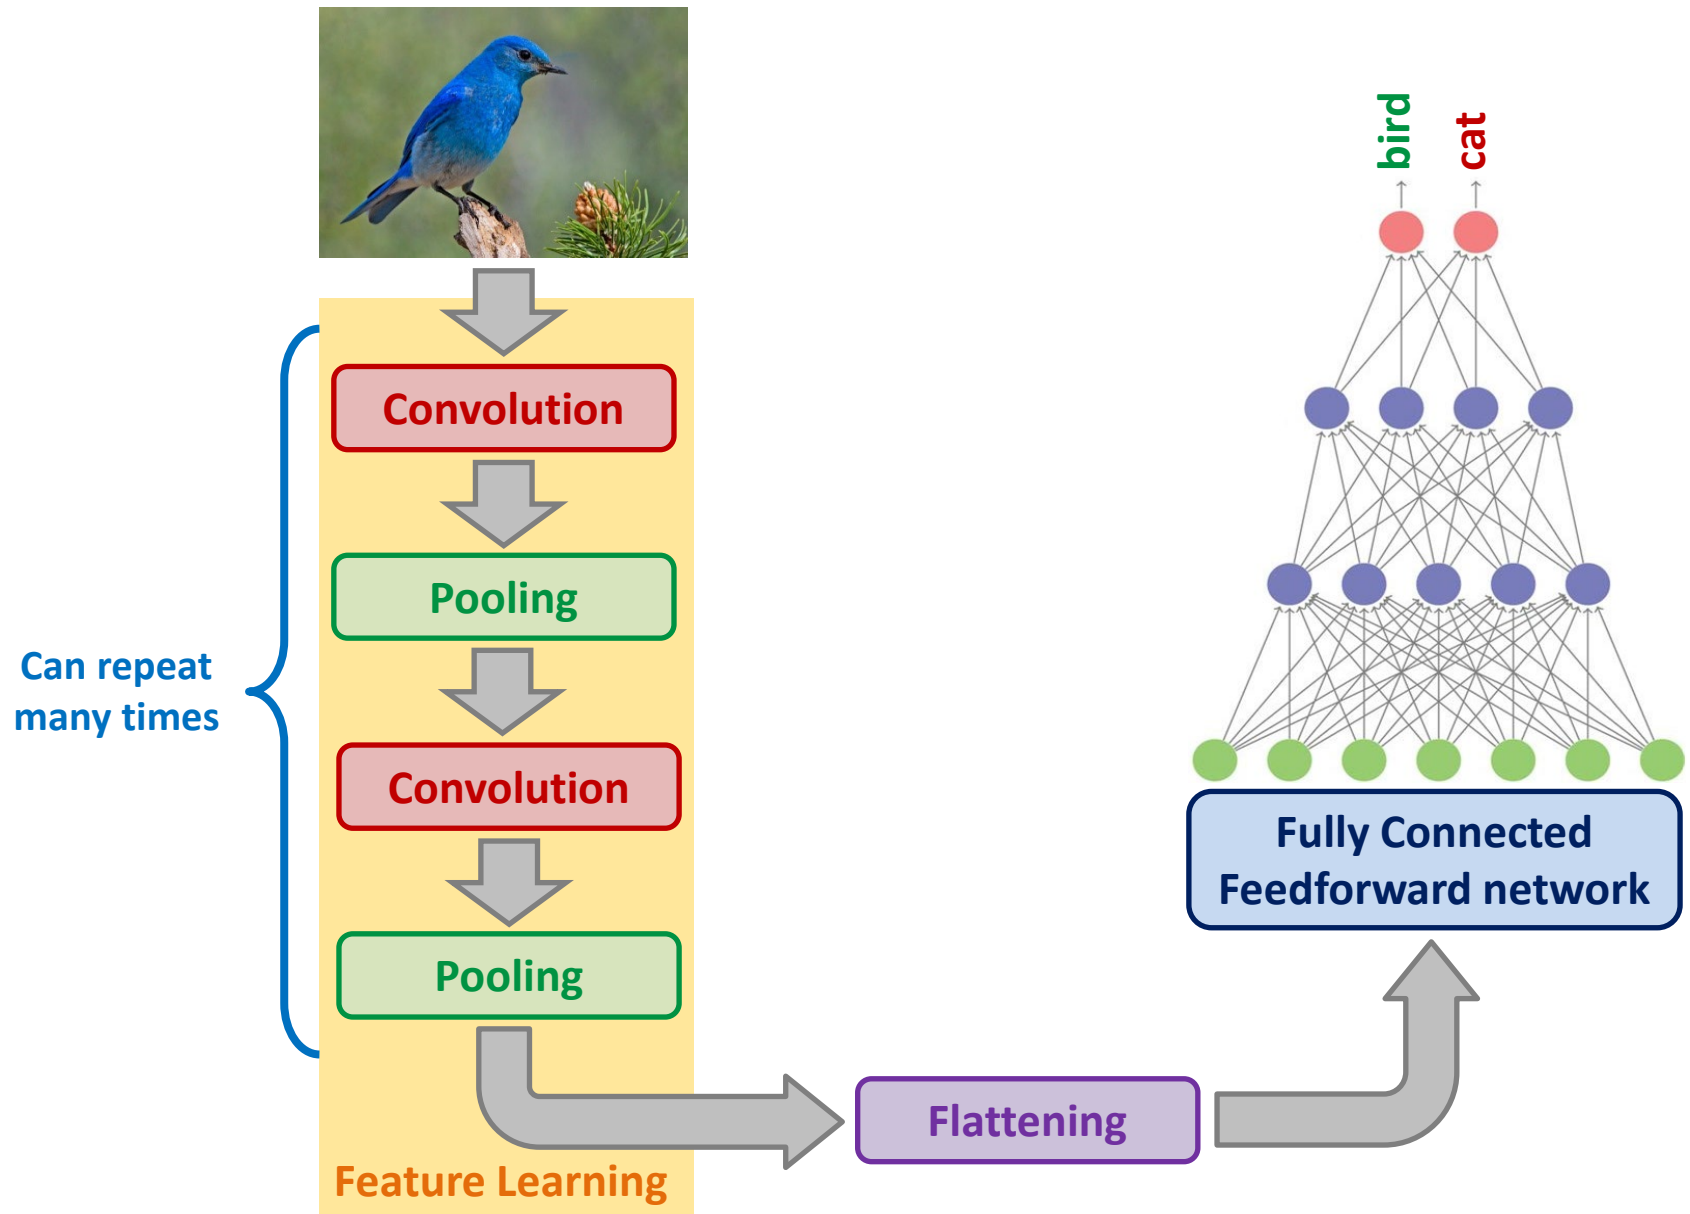 Convolution
Pooling
Can repeat
many times
Convolution
Pooling
Feature Learning
Flattening
Fully Connected
Feedforward network
bird
cat